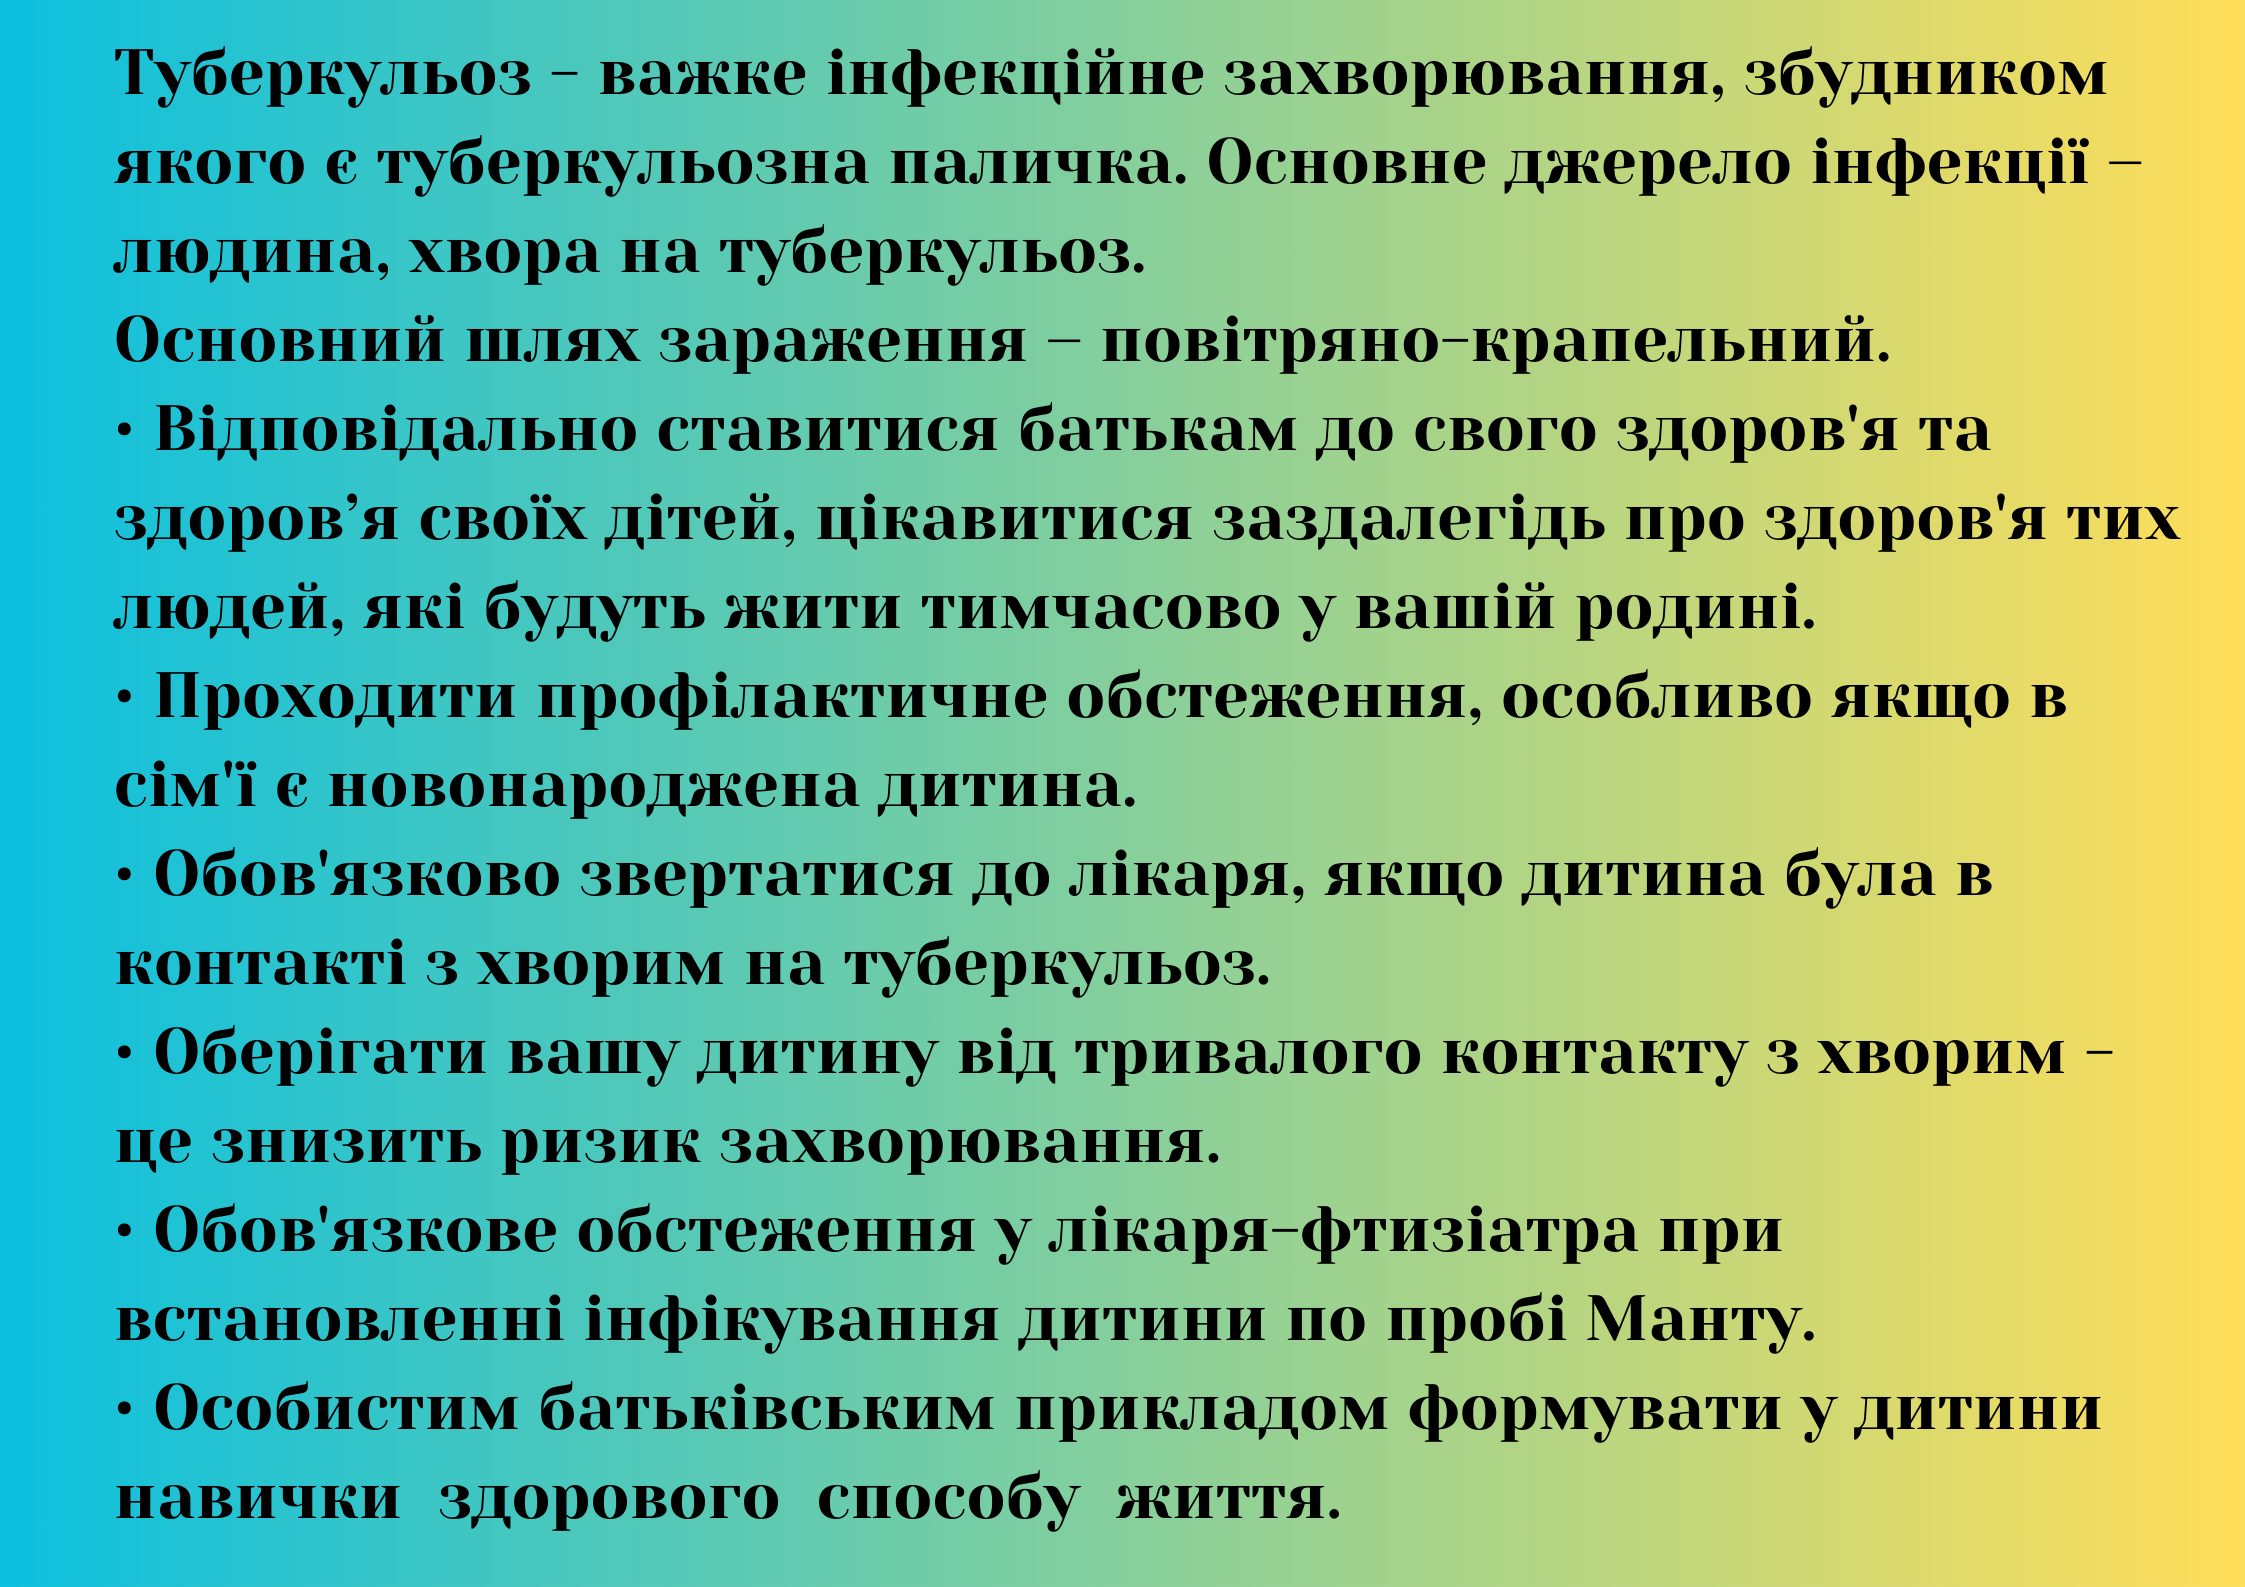 Туберкульоз - важке інфекційне захворювання, збудником
якого є туберкульозна паличка. Основне джерело інфекції –
людина, хвора на туберкульоз.
Основний шлях зараження – повітряно-крапельний.
• Відповідально ставитися батькам до свого здоров'я та
здоров’я своїх дітей, цікавитися заздалегідь про здоров'я тих
людей, які будуть жити тимчасово у вашій родині.
• Проходити профілактичне обстеження, особливо якщо в
сім'ї є новонароджена дитина.
• Обов'язково звертатися до лікаря, якщо дитина була в
контакті з хворим на туберкульоз.
• Оберігати вашу дитину від тривалого контакту з хворим -
це знизить ризик захворювання.
• Обов'язкове обстеження у лікаря-фтизіатра при
встановленні інфікування дитини по пробі Манту.
• Особистим батьківським прикладом формувати у дитини
навички здорового способу життя.